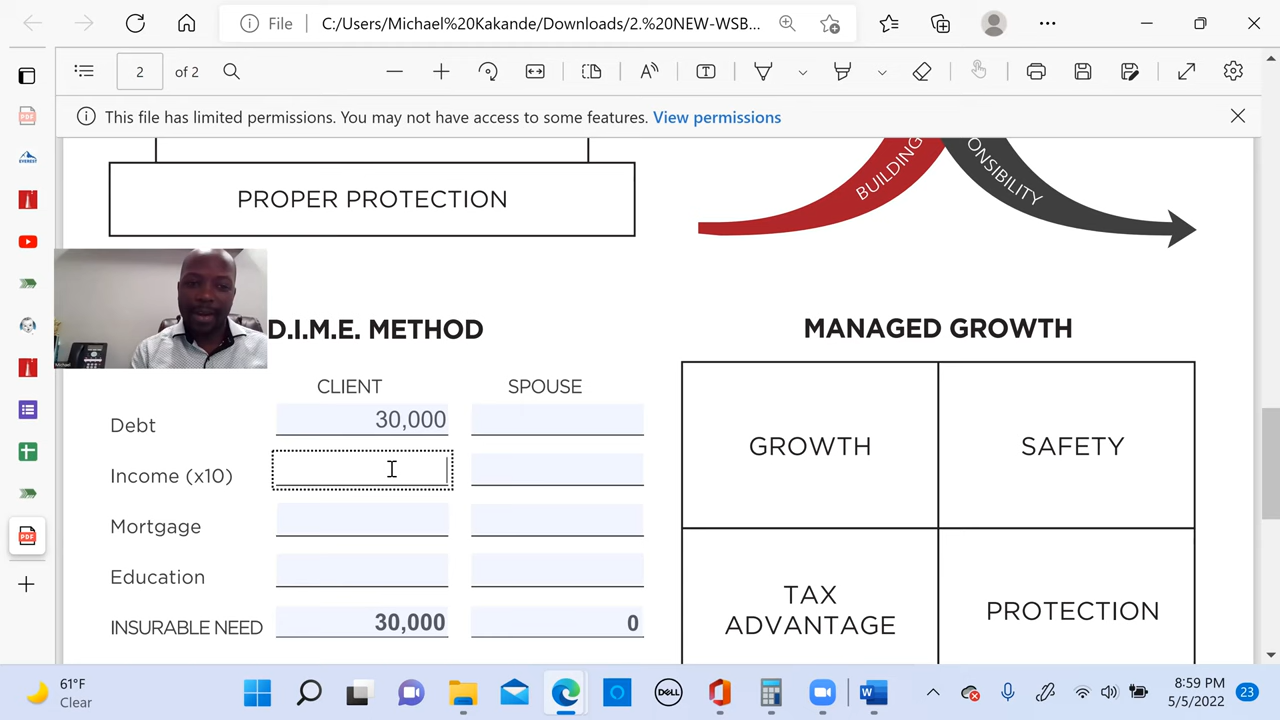 File
C:/Users/Michael%20Kakande/Downloads/2.%20NEW-WSB...
2
of 2
This file has limited permissions. You may not have access to some features. View permissions
PROPER PROTECTION
BUILDING
ONSIBILITY
Michael
D.I.M.E. METHOD
CLIENT
SPOUSE
Debt
30,000
Income (x10)
Mortgage
Education
INSURABLE NEED
30,000
0
MANAGED GROWTH
GROWTH
SAFETY
TAX
ADVANTAGE
PROTECTION
61°F
Clear
DELL
8:59 PM
5/5/2022
23